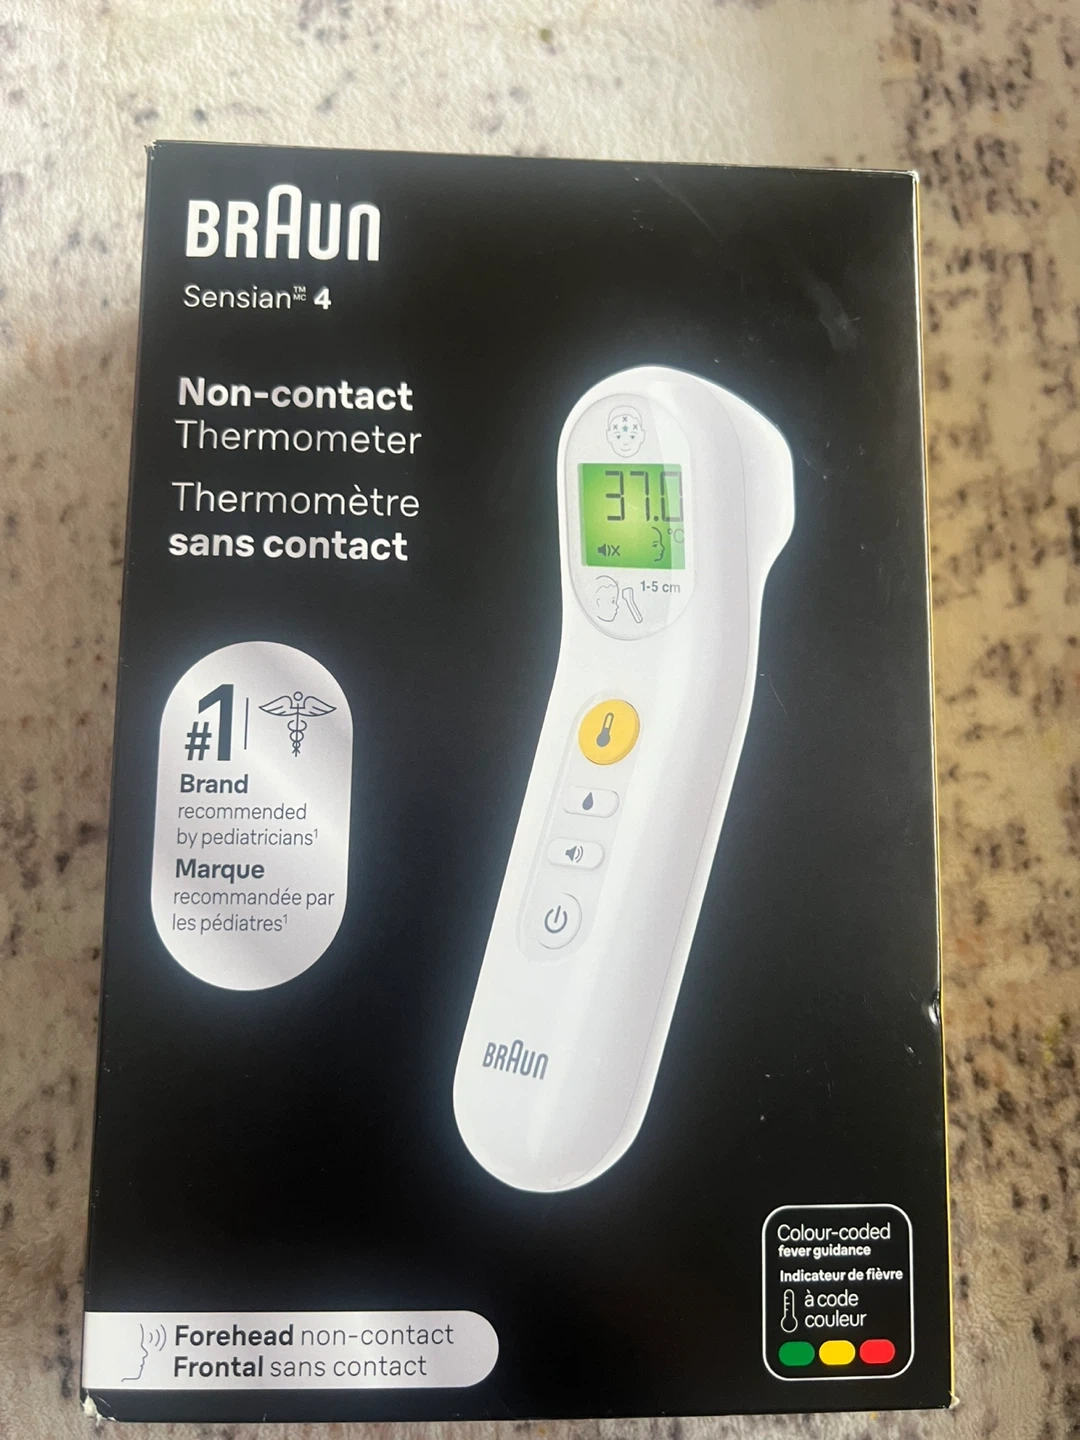 BRAUN
Sensian™MC 4
Non-contact
Thermometer
Thermomètre
sans contact
37.0
°C
1-5 cm
#1
Brand
recommended
by pediatricians¹
Marque
recommandée par
les pédiatres¹
BRAUN
Colour-coded
fever guidance
Indicateur de fièvre
à code
couleur
Forehead non-contact
Frontal sans contact